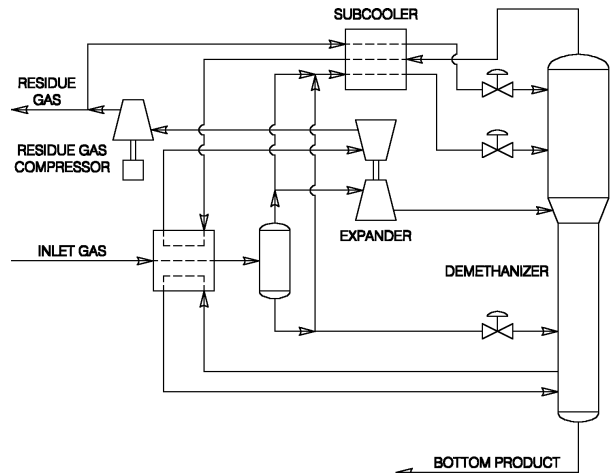 SUBCOOLER
RESIDUE
GAS
RESIDUE GAS
COMPRESSOR
EXPANDER
INLET GAS
DEMETHANIZER
BOTTOM PRODUCT